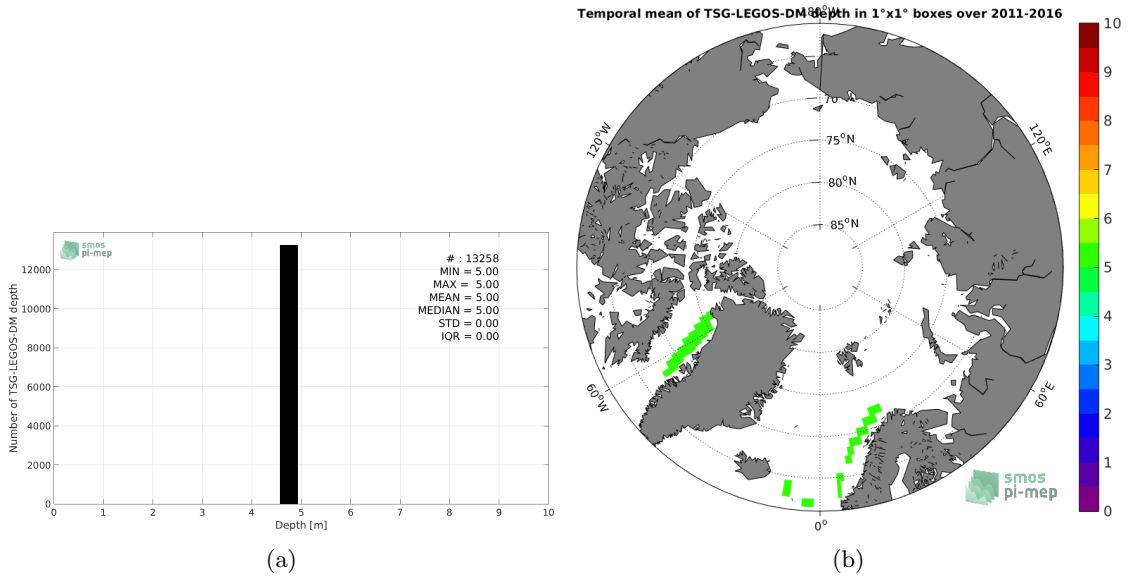 smos
pi-mep
# : 13258
MIN = 5.00
MAX = 5.00
MEAN = 5.00
MEDIAN = 5.00
STD = 0.00
IQR = 0.00
Number of TSG-LEGOS-DM depth
12000
10000
8000
6000
4000
2000
0
0 1 2 3 4 5 6 7 8 9 10
Depth [m]
(a)
Temporal mean of TSG-LEGOS-DM depth in 1°x1° boxes over 2011-2016
180°W
120°W
120°E
75°N
80°N
85°N
60°W
60°E
0°
smos
pi-mep
10
9
8
7
6
5
4
3
2
1
0
(b)